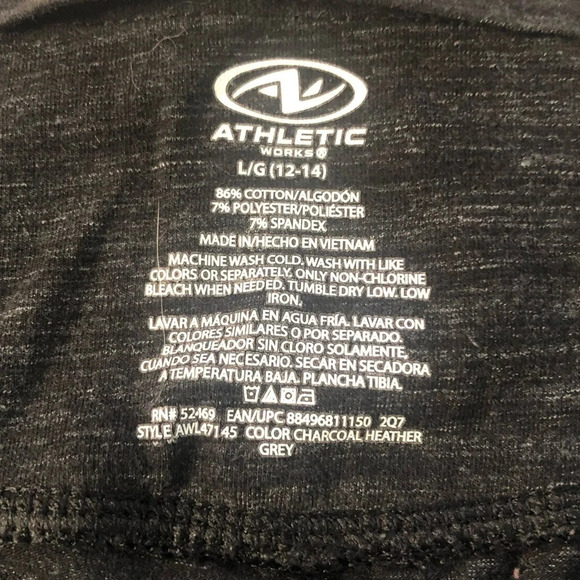 ATHLETIC
WORKS®
L/G (12-14)
86% COTTON/ALGODÓN
7% POLYESTER/POLIÉSTER
7% SPANDEX
MADE IN/HECHO EN VIETNAM
MACHINE WASH COLD. WASH WITH LIKE
COLORS OR SEPARATELY. ONLY NON-CHLORINE
BLEACH WHEN NEEDED. TUMBLE DRY LOW. LOW
IRON.
LAVAR A MÁQUINA EN AGUA FRÍA. LAVAR CON
COLORES SIMILARES O POR SEPARADO.
BLANQUEADOR SIN CLORO SOLAMENTE,
CUANDO SEA NECESARIO. SECAR EN SECADORA
A TEMPERATURA BAJA. PLANCHA TIBIA.
RN# 52469 EAN/UPC 88496811150 2Q7
STYLE AWL47145 COLOR CHARCOAL HEATHER
GREY